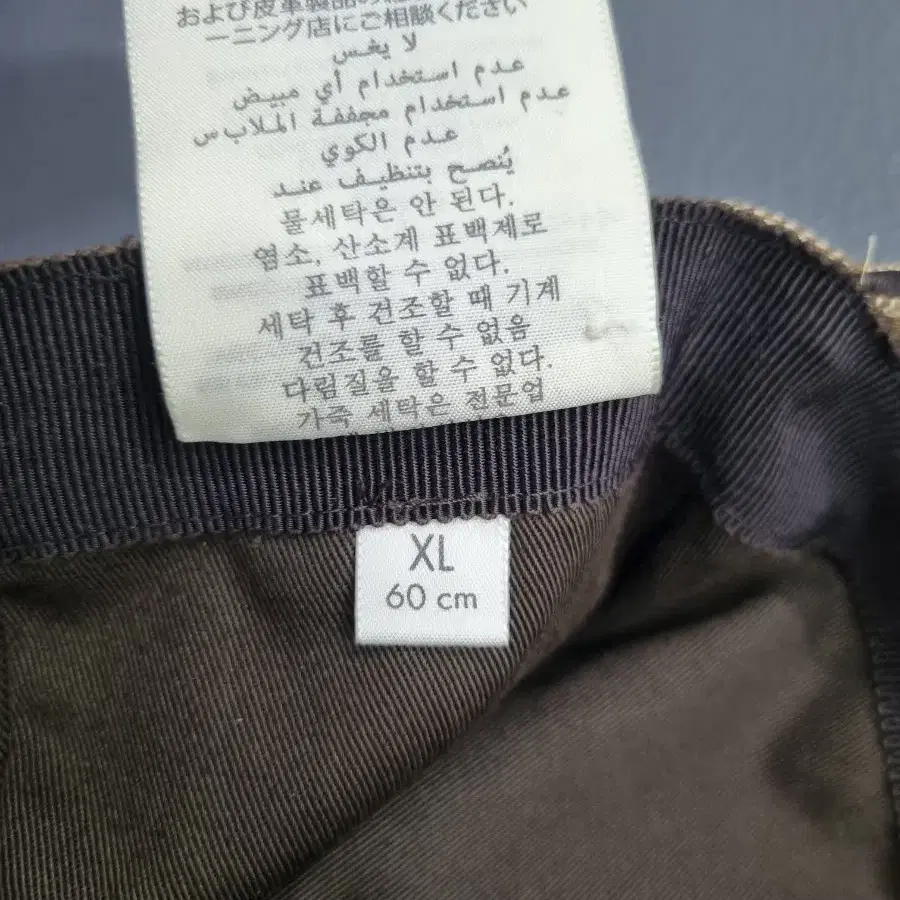 および皮革製品の
ーニング店にご相談ください
لا يغسل
عدم استخدام أي مبيض
عدم استخدام مجففة الملابس
عدم الكوي
يُنصح بتنظيف عند
물세탁은 안 된다.
염소, 산소계 표백제로
표백할 수 없다.
세탁 후 건조할 때 기계
건조를 할 수 없음
다림질을 할 수 없다.
가죽 세탁은 전문업
XL
60 cm